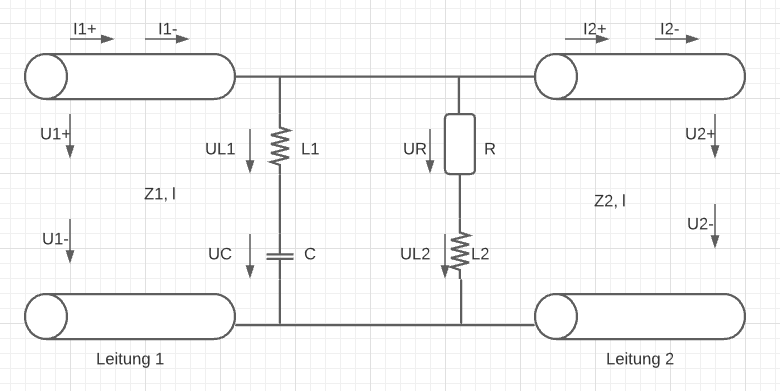 I1+ I1- I2+ I2-
U1+ UL1 L1 UR R U2+
Z1, l Z2, l
U1- UC C UL2 L2 U2-
Leitung 1 Leitung 2